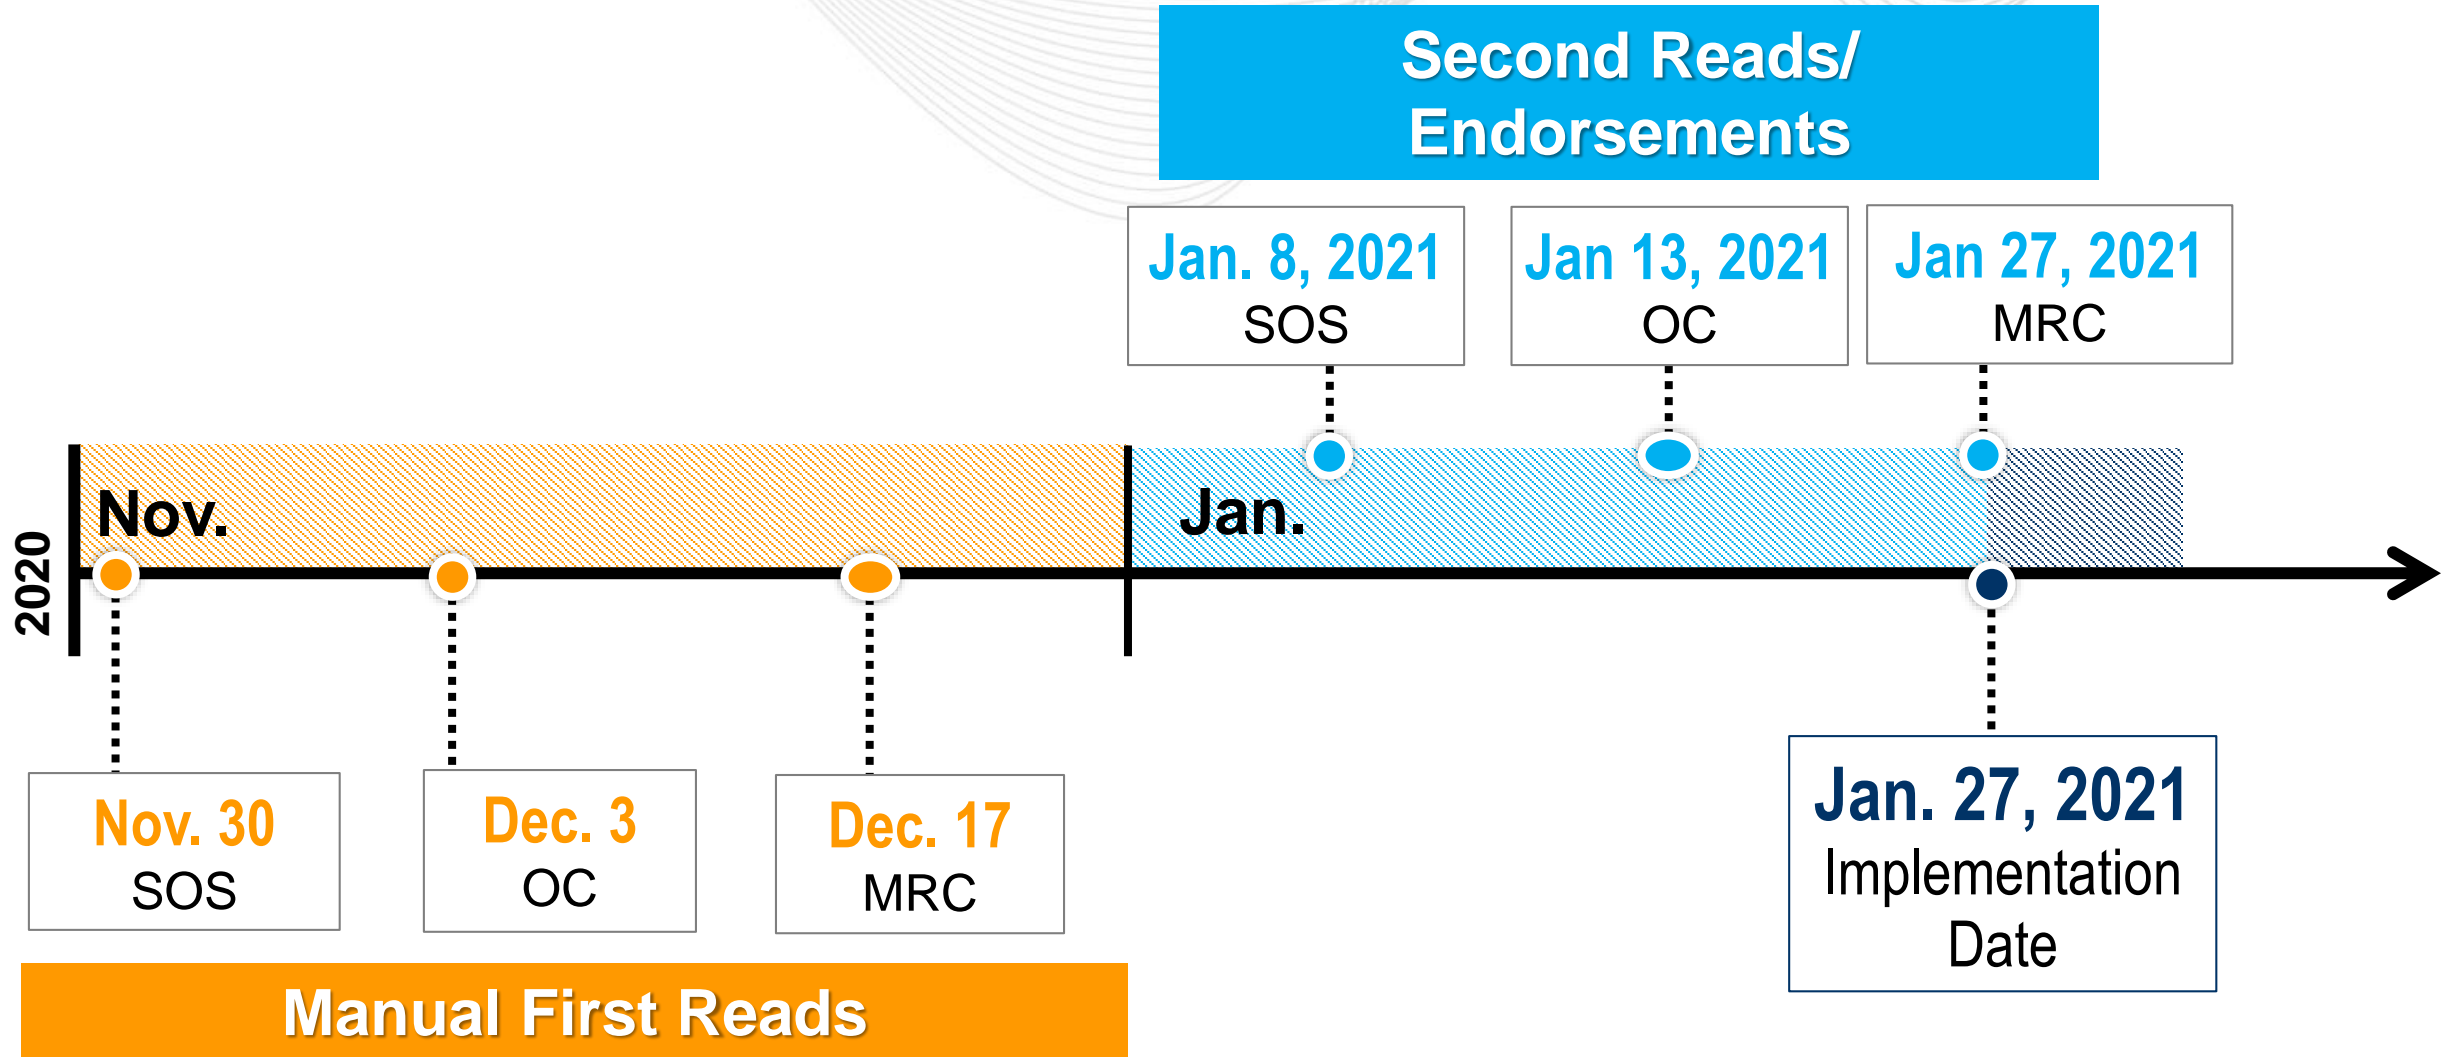 Second Reads/
Endorsements
Jan. 8, 2021
SOS
Jan 13, 2021
OC
Jan 27, 2021
MRC
2020
Nov.
Jan.
Nov. 30
SOS
Dec. 3
OC
Dec. 17
MRC
Jan. 27, 2021
Implementation
Date
Manual First Reads